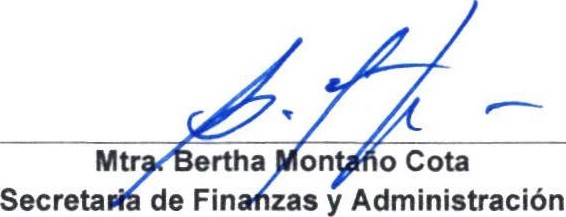 Mtra. Bertha Montaño Cota
Secretaria de Finanzas y Administración